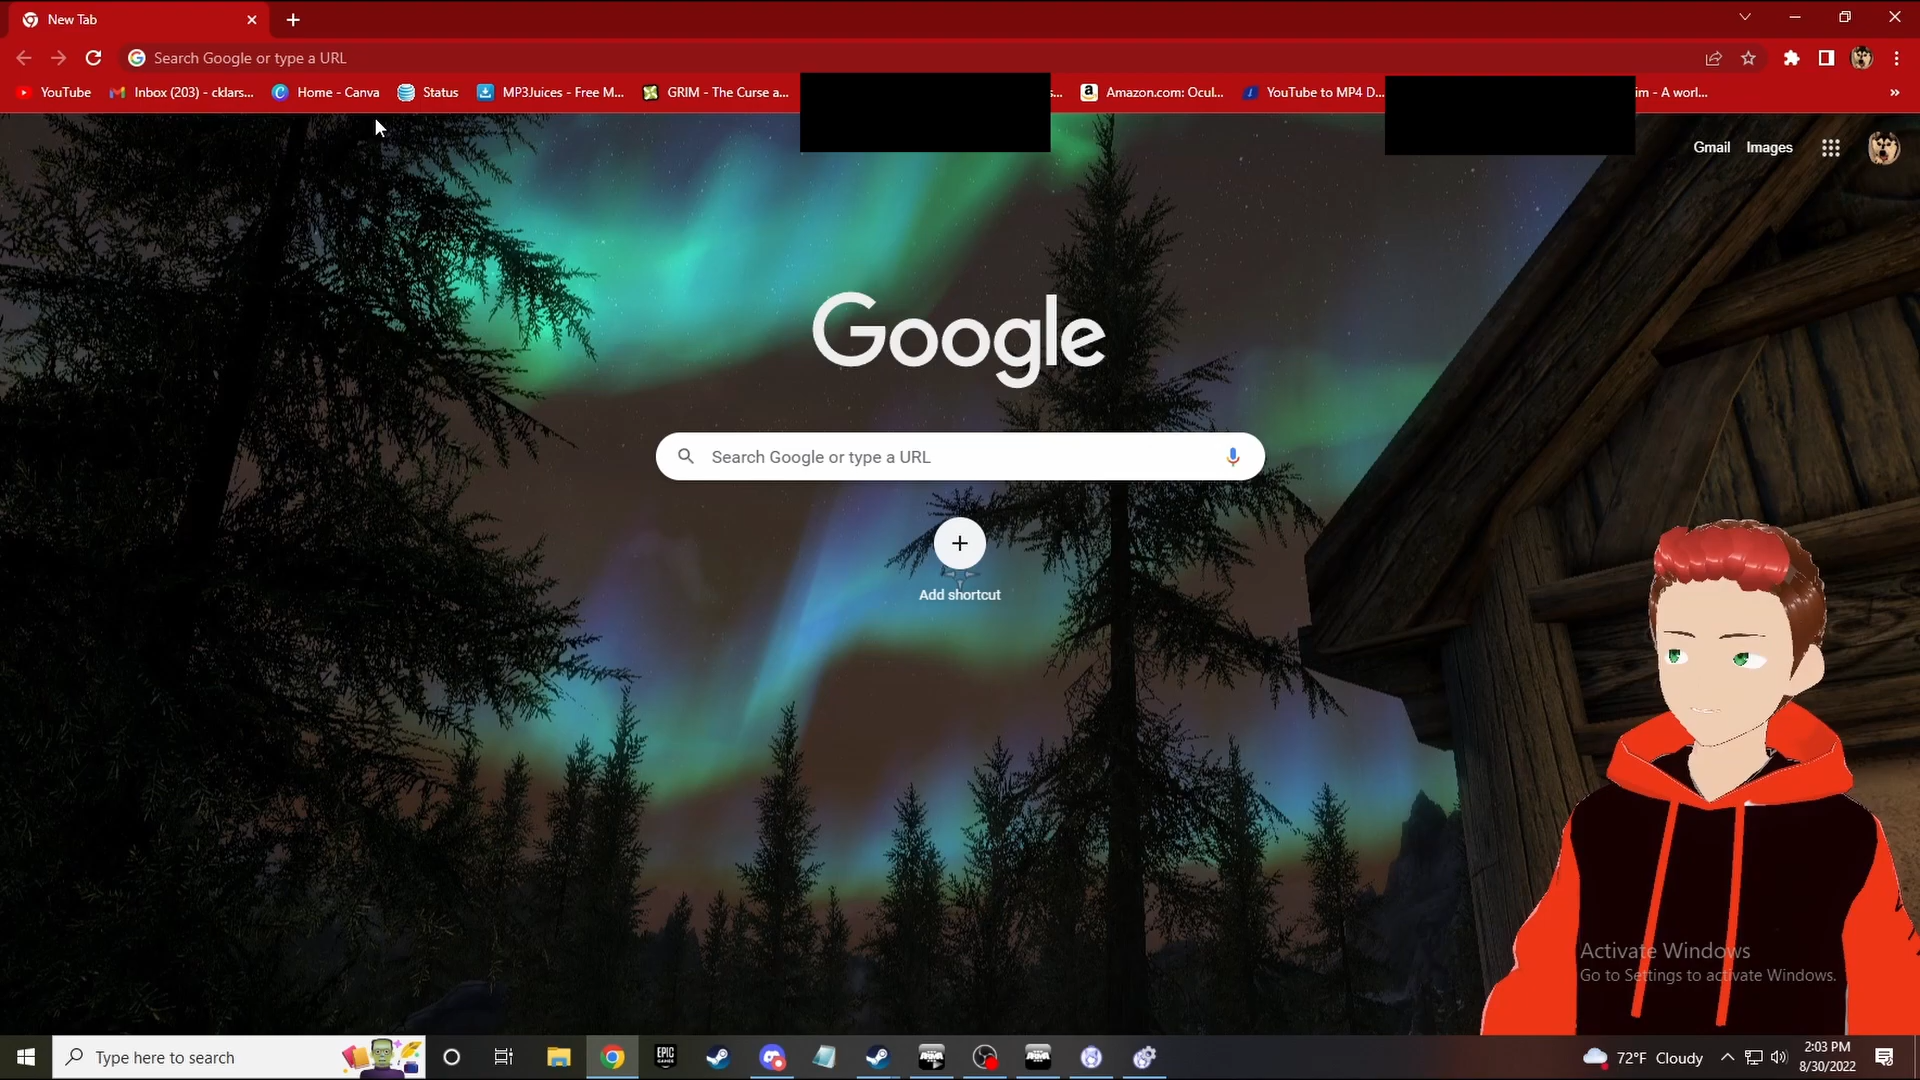 New Tab
Search Google or type a URL
YouTube
Inbox (203) - cklars...
Home - Canva
Status
MP3Juices - Free M...
GRIM - The Curse a...
s...
Amazon.com: Ocul...
YouTube to MP4 D...
im - A worl...
Gmail
Images
Google
Search Google or type a URL
Add shortcut
Activate Windows
Go to Settings to activate Windows.
Type here to search
EPIC
GAMES
72°F Cloudy
2:03 PM
8/30/2022